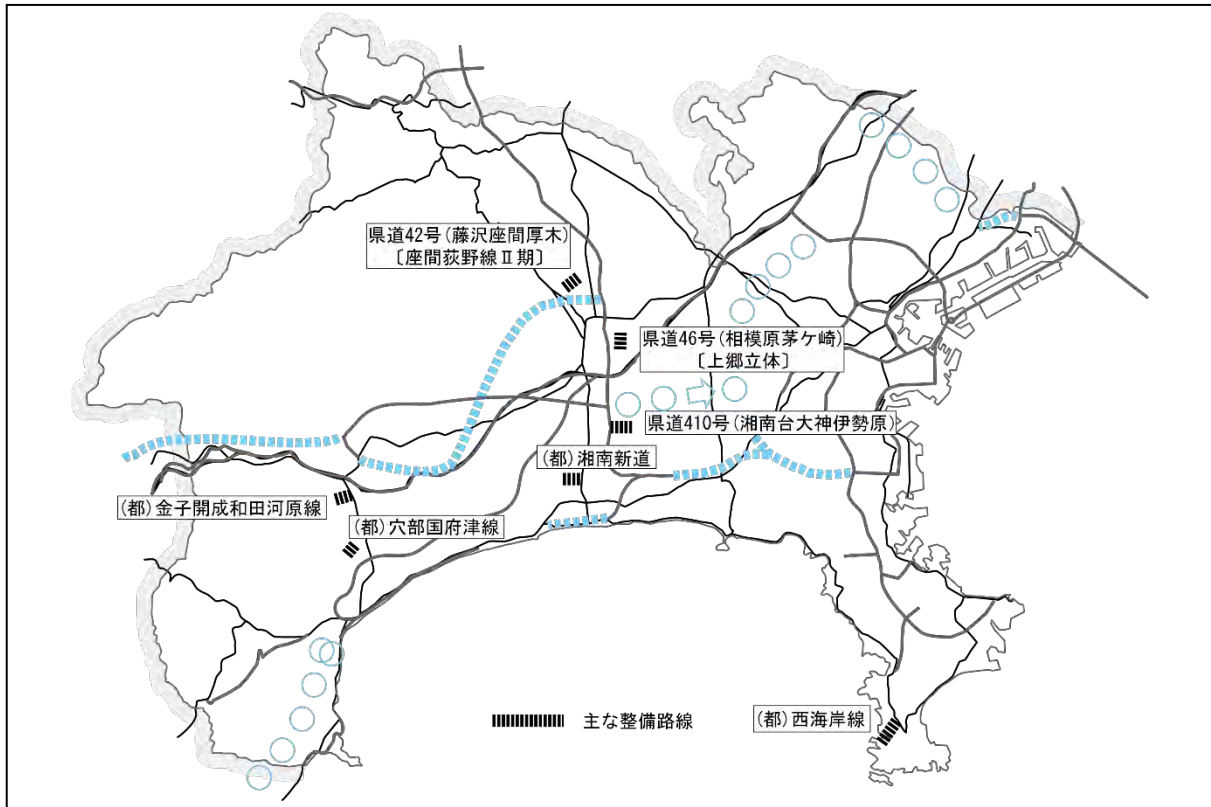 県道42号(藤沢座間厚木)
〔座間荻野線Ⅱ期〕
県道46号(相模原茅ケ崎)
〔上郷立体〕
県道410号(湘南台大神伊勢原)
(都)湘南新道
(都)金子開成和田河原線
(都)穴部国府津線
(都)西海岸線
主な整備路線